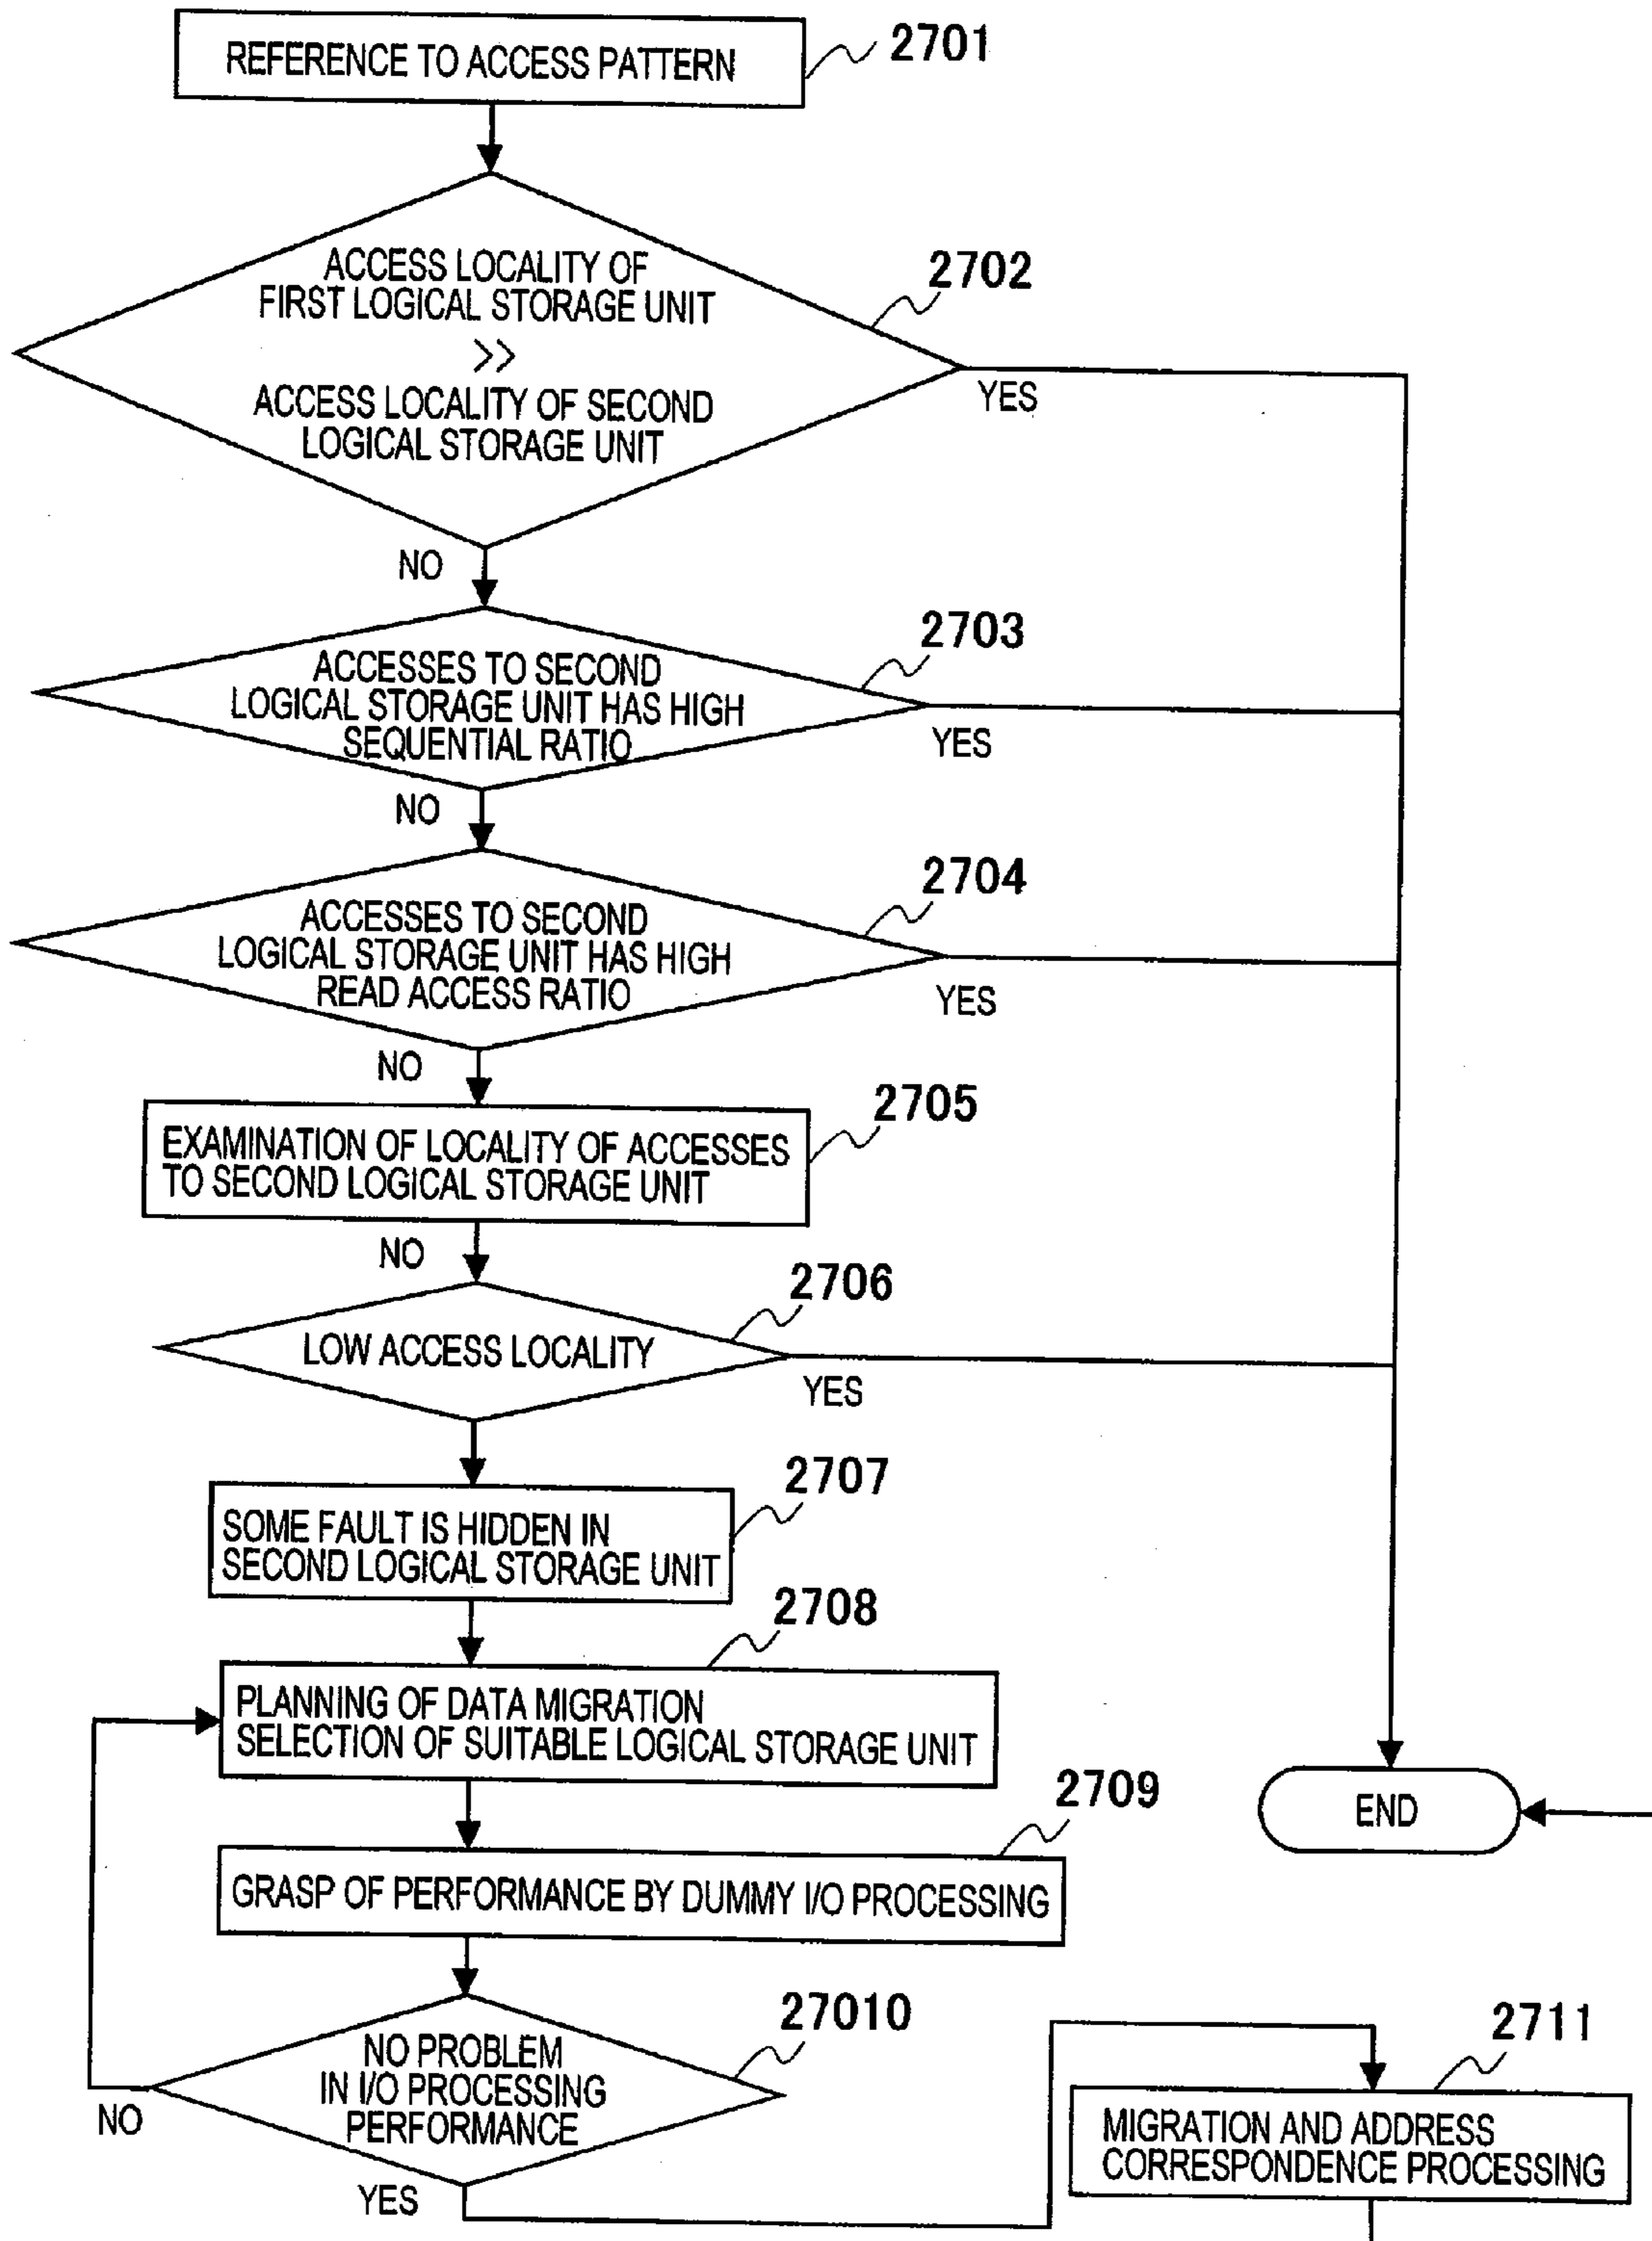 REFERENCE TO ACCESS PATTERN
2701
ACCESS LOCALITY OF
FIRST LOGICAL STORAGE UNIT
>>
ACCESS LOCALITY OF SECOND
LOGICAL STORAGE UNIT
2702
YES
NO
ACCESSES TO SECOND
LOGICAL STORAGE UNIT HAS HIGH
SEQUENTIAL RATIO
2703
YES
NO
ACCESSES TO SECOND
LOGICAL STORAGE UNIT HAS HIGH
READ ACCESS RATIO
2704
YES
NO
EXAMINATION OF LOCALITY OF ACCESSES
TO SECOND LOGICAL STORAGE UNIT
2705
NO
LOW ACCESS LOCALITY
2706
YES
SOME FAULT IS HIDDEN IN
SECOND LOGICAL STORAGE UNIT
2707
PLANNING OF DATA MIGRATION
SELECTION OF SUITABLE LOGICAL STORAGE UNIT
2708
END
GRASP OF PERFORMANCE BY DUMMY I/O PROCESSING
2709
NO PROBLEM
IN I/O PROCESSING
PERFORMANCE
27010
NO
YES
MIGRATION AND ADDRESS
CORRESPONDENCE PROCESSING
2711